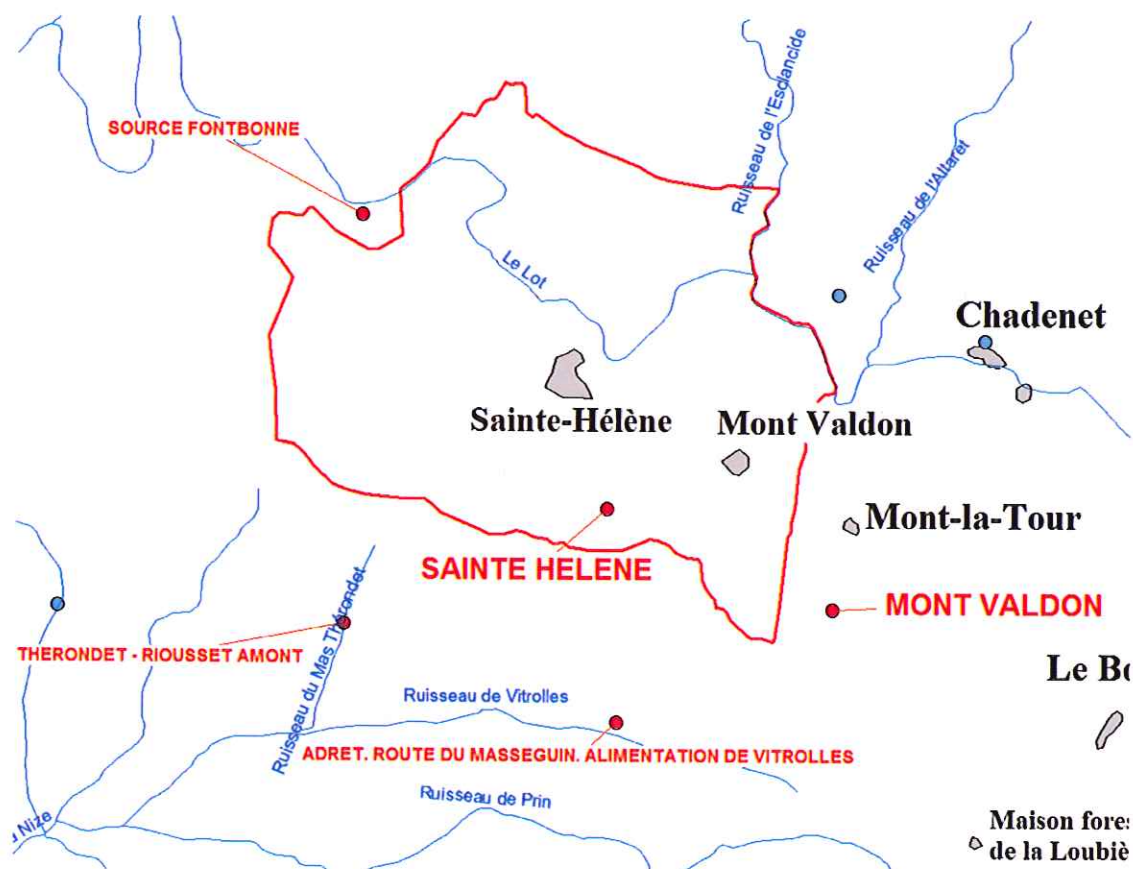 SOURCE FONTBONNE
Ruisseau de l'Esclancide
Ruisseau de l'Altaret
Le Lot
Chadenet
Sainte-Hélène
Mont Valdon
Mont-la-Tour
SAINTE HELENE
MONT VALDON
Ruisseau du Mas Thérondet
THERONDET - RIOUSSET AMONT
Le Bo
Ruisseau de Vitrolles
ADRET. ROUTE DU MASSEGUIN. ALIMENTATION DE VITROLLES
Ruisseau de Prin
Nize
Maison fores
de la Loubiè